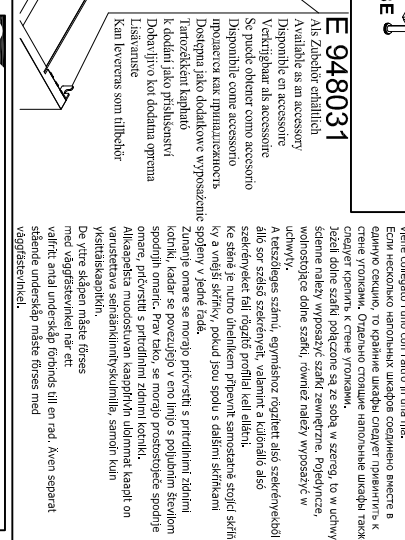 E 948031
Als Zubehör erhältlich
Available as an accessory
Disponible en accessoire
Verkrijgbaar als accessoire
Se puede obtener como accesorio
Disponibile come accessorio
продается как принадлежность
Dostępna jako dodatkowe wyposażenie
Tartozékként kapható
k dodání jako příslušenství
Dobavljivo kot dodatna oprema
Lisävaruste
Kan levereras som tillbehör
Если несколько напольных шкафов соединено вместе в
единую секцию, то крайние шкафы следует привинтить к
стене уголками. Отдельно стоящие напольные шкафы также
следует крепить к стене уголками.
Jeżeli dolne szafki połączone są ze sobą w szereg, to w uchwy
ścienne należy wyposażyć szafki zewnętrzne. Pojedyncze,
wolnostojące dolne szafki, również należy wyposażyć w
uchwyty.
A tetszőleges számú, egymáshoz rögzített alsó szekrényekből
álló sor szélső szekrényeit, valamint a különálló alsó
szekrényeket fali rögzítő profillal kell ellátni.
Ke stěně je nutno úhelníkem připevnit samostatně stojící skříň
ky a vnější skříňky, pokud jsou spolu s dalšími skříňkami
spojeny v jedné řadě.
Zunanje omare se morajo pričvrstiti s pritrdilnimi zidnimi
kotniki, kadar se povezujejo v eno linijo s poljubnim številom
spodnjih omaric. Prav tako, se morajo prostostoječe spodnje
omare, pričvrstiti s pritrdilnimi zidnimi kotniki.
Allkaapeista muodostuvan kaappirivin uloimmat kaapit on
varustettava seinäänkiinnityskulmilla, samoin kuin
yksittäiskaapitkin.
De yttre skåpen måste förses
med väggfästevinkel när ett
valfritt antal underskåp förbinds till en rad. Även separat
stående underskåp måste förses med
väggfästevinkel.